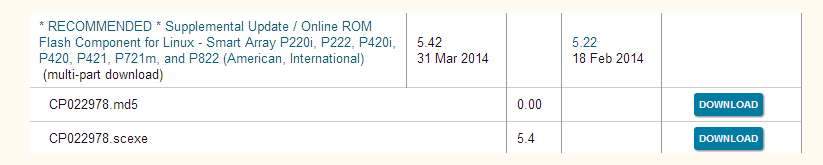 * RECOMMENDED * Supplemental Update / Online ROM
Flash Component for Linux - Smart Array P220i, P222, P420i,
P420, P421, P721m, and P822 (American, International)
(multi-part download)
5.42
31 Mar 2014
5.22
18 Feb 2014
CP022978.md5 0.00 DOWNLOAD
CP022978.scexe 5.4 DOWNLOAD